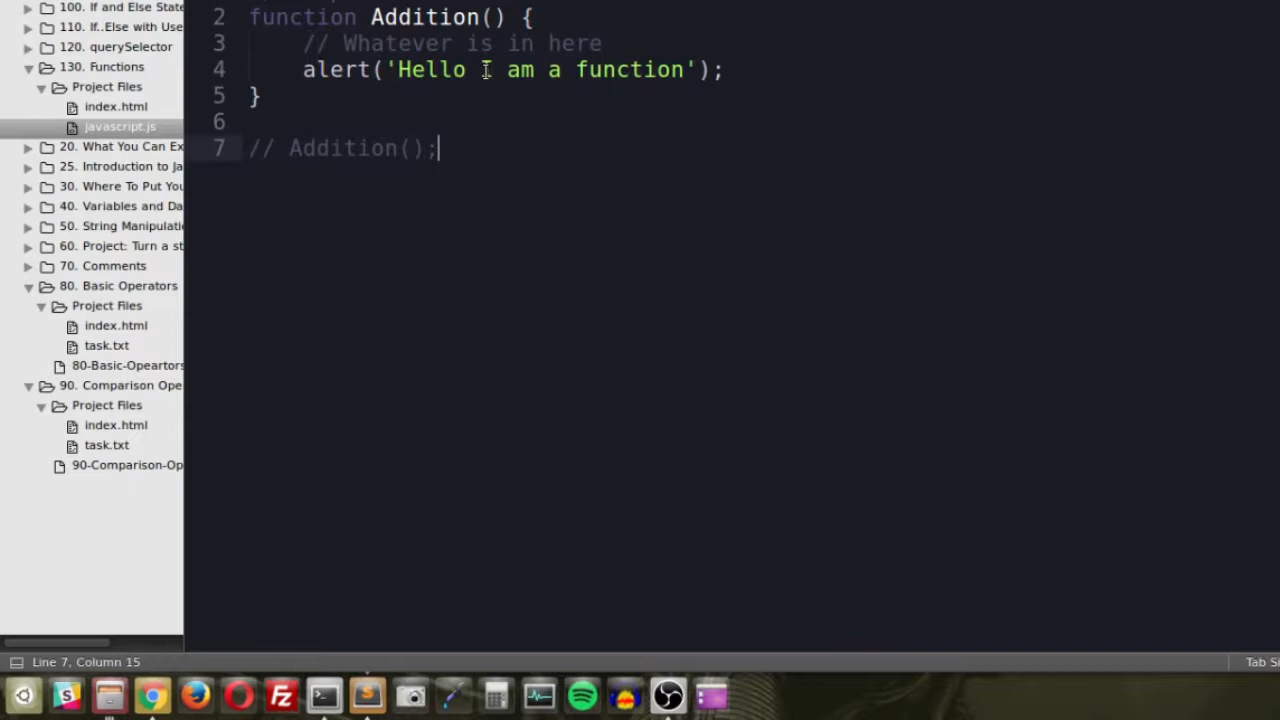 100. If and Else State
110. If..Else with Use
120. querySelector
130. Functions
Project Files
index.html
javascript.js
20. What You Can Ex
25. Introduction to Ja
30. Where To Put You
40. Variables and Da
50. String Manipulati
60. Project: Turn a st
70. Comments
80. Basic Operators
Project Files
index.html
task.txt
80-Basic-Opeartors
90. Comparison Ope
Project Files
index.html
task.txt
90-Comparison-Op
2 function Addition() {
3 // Whatever is in here
4 alert('Hello I am a function');
5 }
6
7 // Addition();
Line 7, Column 15
Tab Si